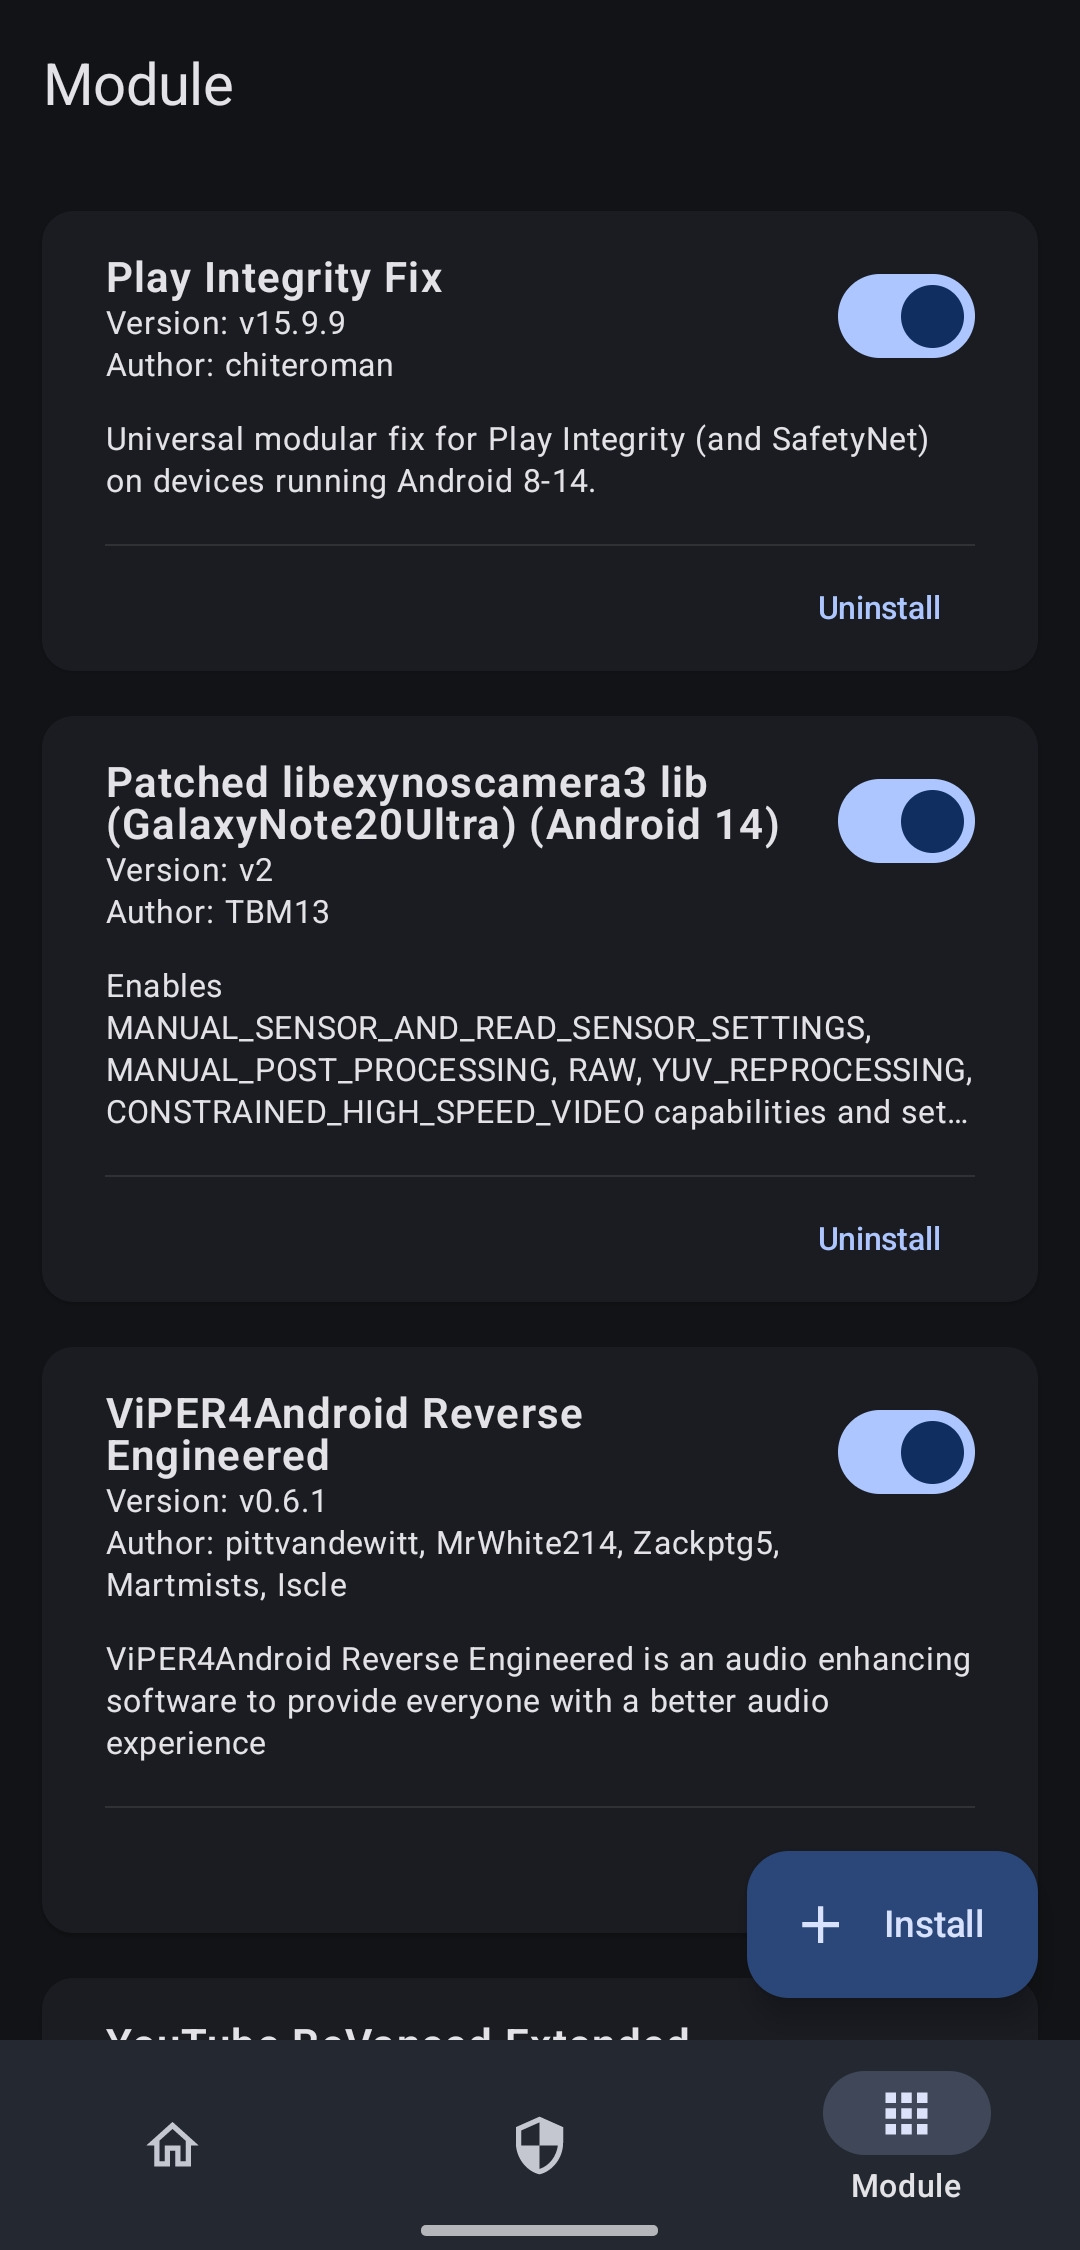 Module
Play Integrity Fix
Version: v15.9.9
Author: chiteroman
Universal modular fix for Play Integrity (and SafetyNet)
on devices running Android 8-14.
Uninstall
Patched libexynoscamera3 lib
(GalaxyNote20Ultra) (Android 14)
Version: v2
Author: TBM13
Enables
MANUAL_SENSOR_AND_READ_SENSOR_SETTINGS,
MANUAL_POST_PROCESSING, RAW, YUV_REPROCESSING,
CONSTRAINED_HIGH_SPEED_VIDEO capabilities and set…
Uninstall
ViPER4Android Reverse
Engineered
Version: v0.6.1
Author: pittvandewitt, MrWhite214, Zackptg5,
Martmists, Iscle
ViPER4Android Reverse Engineered is an audio enhancing
software to provide everyone with a better audio
experience
Install
YouTube ReVanced Extended
Module